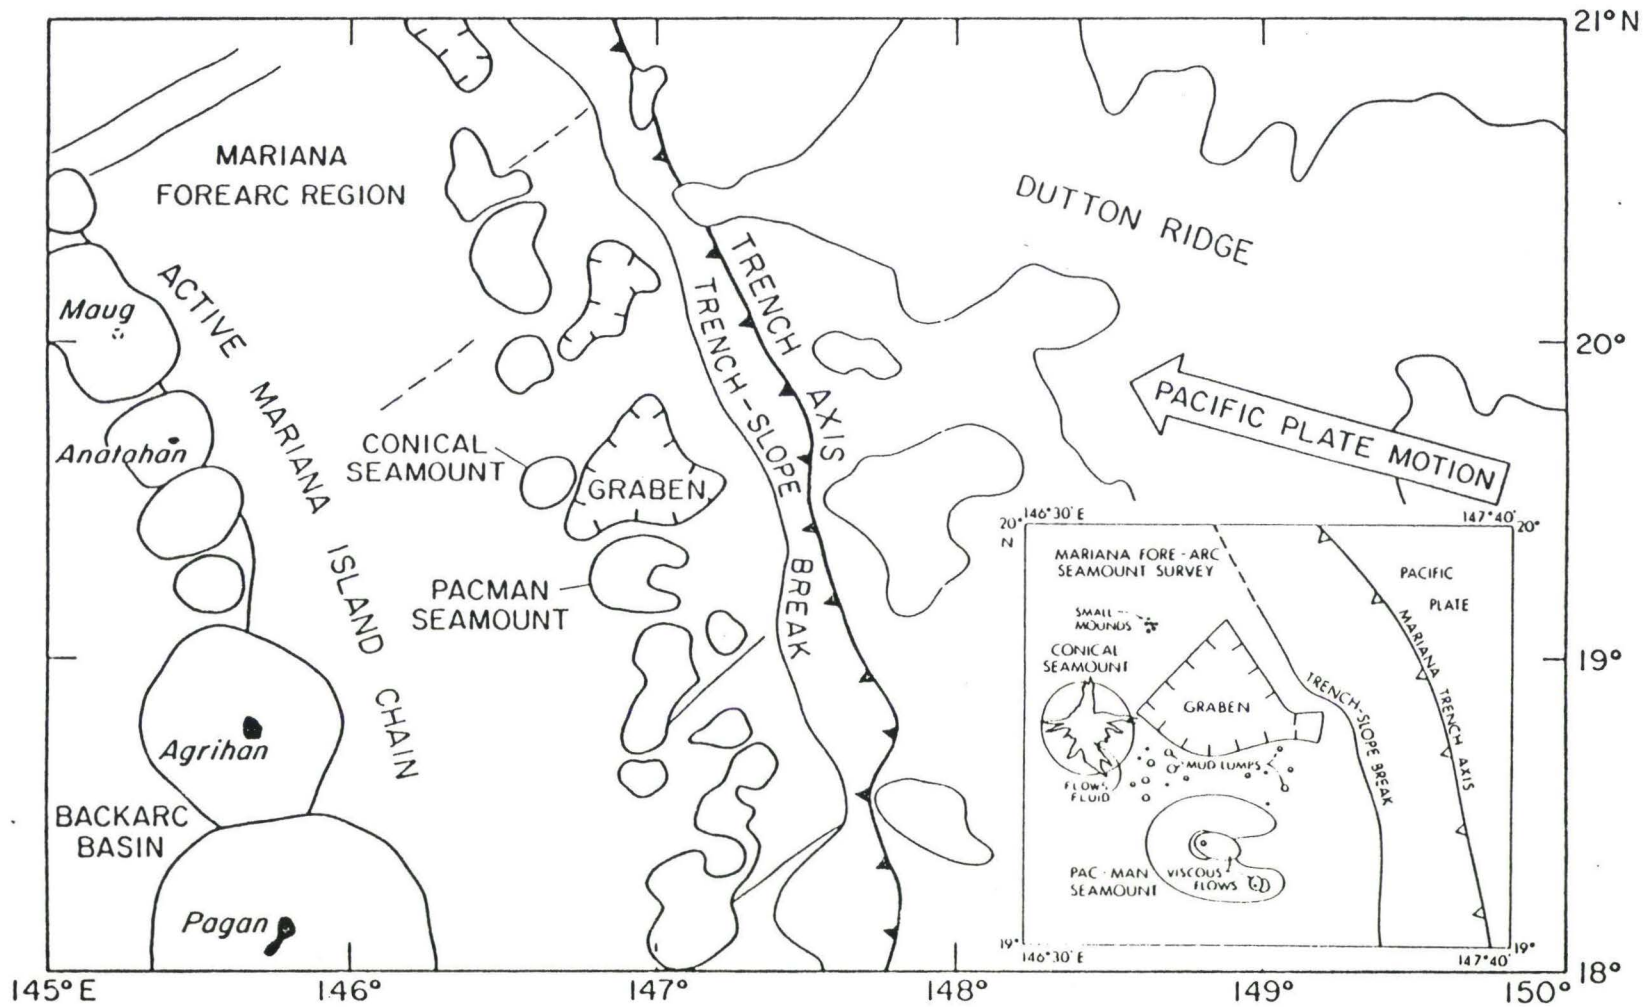 21°N
MARIANA
FOREARC REGION
DUTTON RIDGE
ACTIVE MARIANA ISLAND CHAIN
Maug
TRENCH AXIS
TRENCH-SLOPE BREAK
20°
PACIFIC PLATE MOTION
Anatahan
CONICAL
SEAMOUNT
GRABEN
PACMAN
SEAMOUNT
19°
Agrihan
BACKARC
BASIN
Pagan
18°
145°E
146°
147°
148°
149°
150°
146°30'E
147°40'
20°
N
20°
MARIANA FORE-ARC
SEAMOUNT SURVEY
PACIFIC
PLATE
SMALL
MOUNDS
CONICAL
SEAMOUNT
GRABEN
MARIANA TRENCH AXIS
TRENCH-SLOPE BREAK
MUD LUMPS
FLOWS
FLUID
PAC-MAN
SEAMOUNT
VISCOUS
FLOWS
19°
19°
146°30'E
147°40'